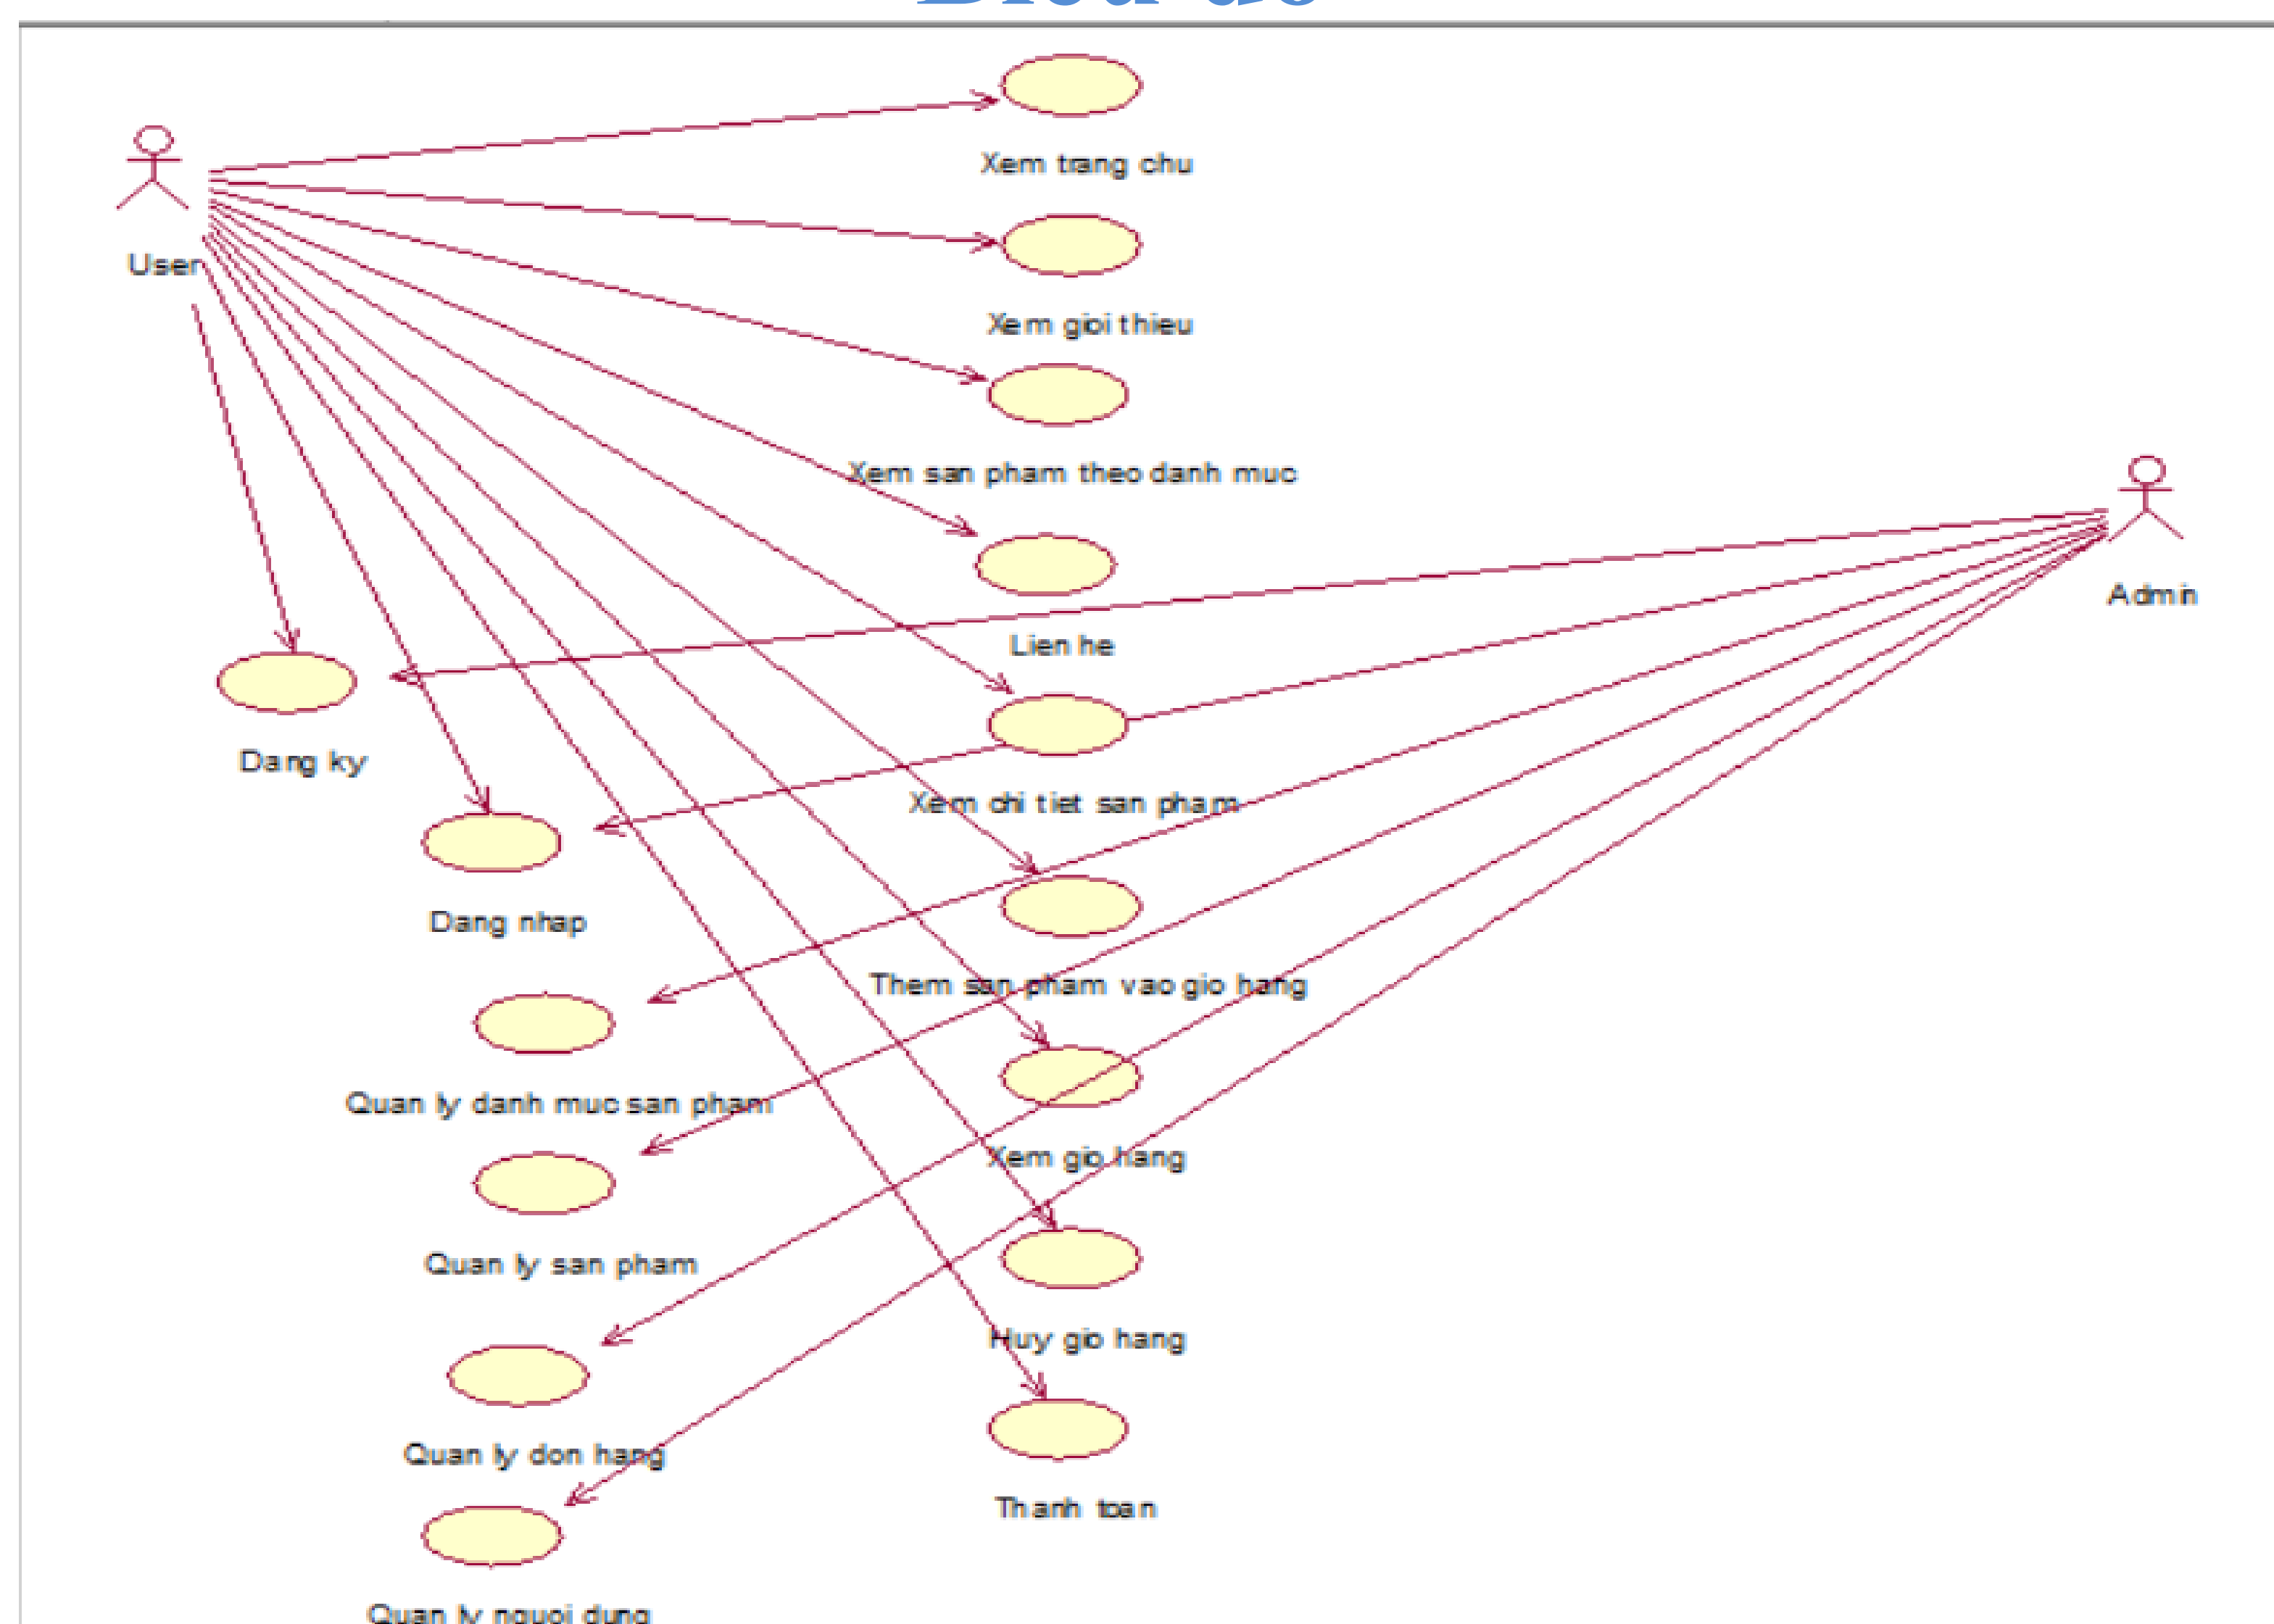 Biểu đồ
Xem trang chu
User
Xem gioi thieu
Xem san pham theo danh muc
Admin
Lien he
Dang ky
Xem chi tiet san pham
Dang nhap
Them san pham vao gio hang
Quan ly danh muc san pham
Xem gio hang
Quan ly san pham
Huy gio hang
Quan ly don hang
Thanh toan
Quan ly nguoi dung